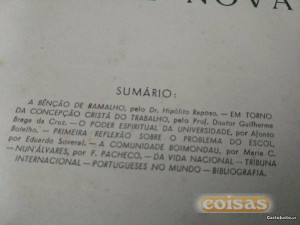 NOVA
SUMÁRIO:
A BÊNÇÃO DE RAMALHO, pelo Dr. Hipólito Raposo. — EM TORNO
DA CONCEPÇÃO CRISTÃ DO TRABALHO, pelo Prof. Doutor Guilherme
Braga da Cruz. — O PODER ESPIRITUAL DA UNIVERSIDADE, por Afonso
Botelho. — PRIMEIRA REFLEXÃO SOBRE O PROBLEMA DO ESCOL,
por Eduardo Soveral. — A COMUNIDADE BOIMONDAU, por Maria C.
— NUN'ÁLVARES, por F. PACHECO. — DA VIDA NACIONAL — TRIBUNA
INTERNACIONAL — PORTUGUESES NO MUNDO — BIBLIOGRAFIA.
coisas